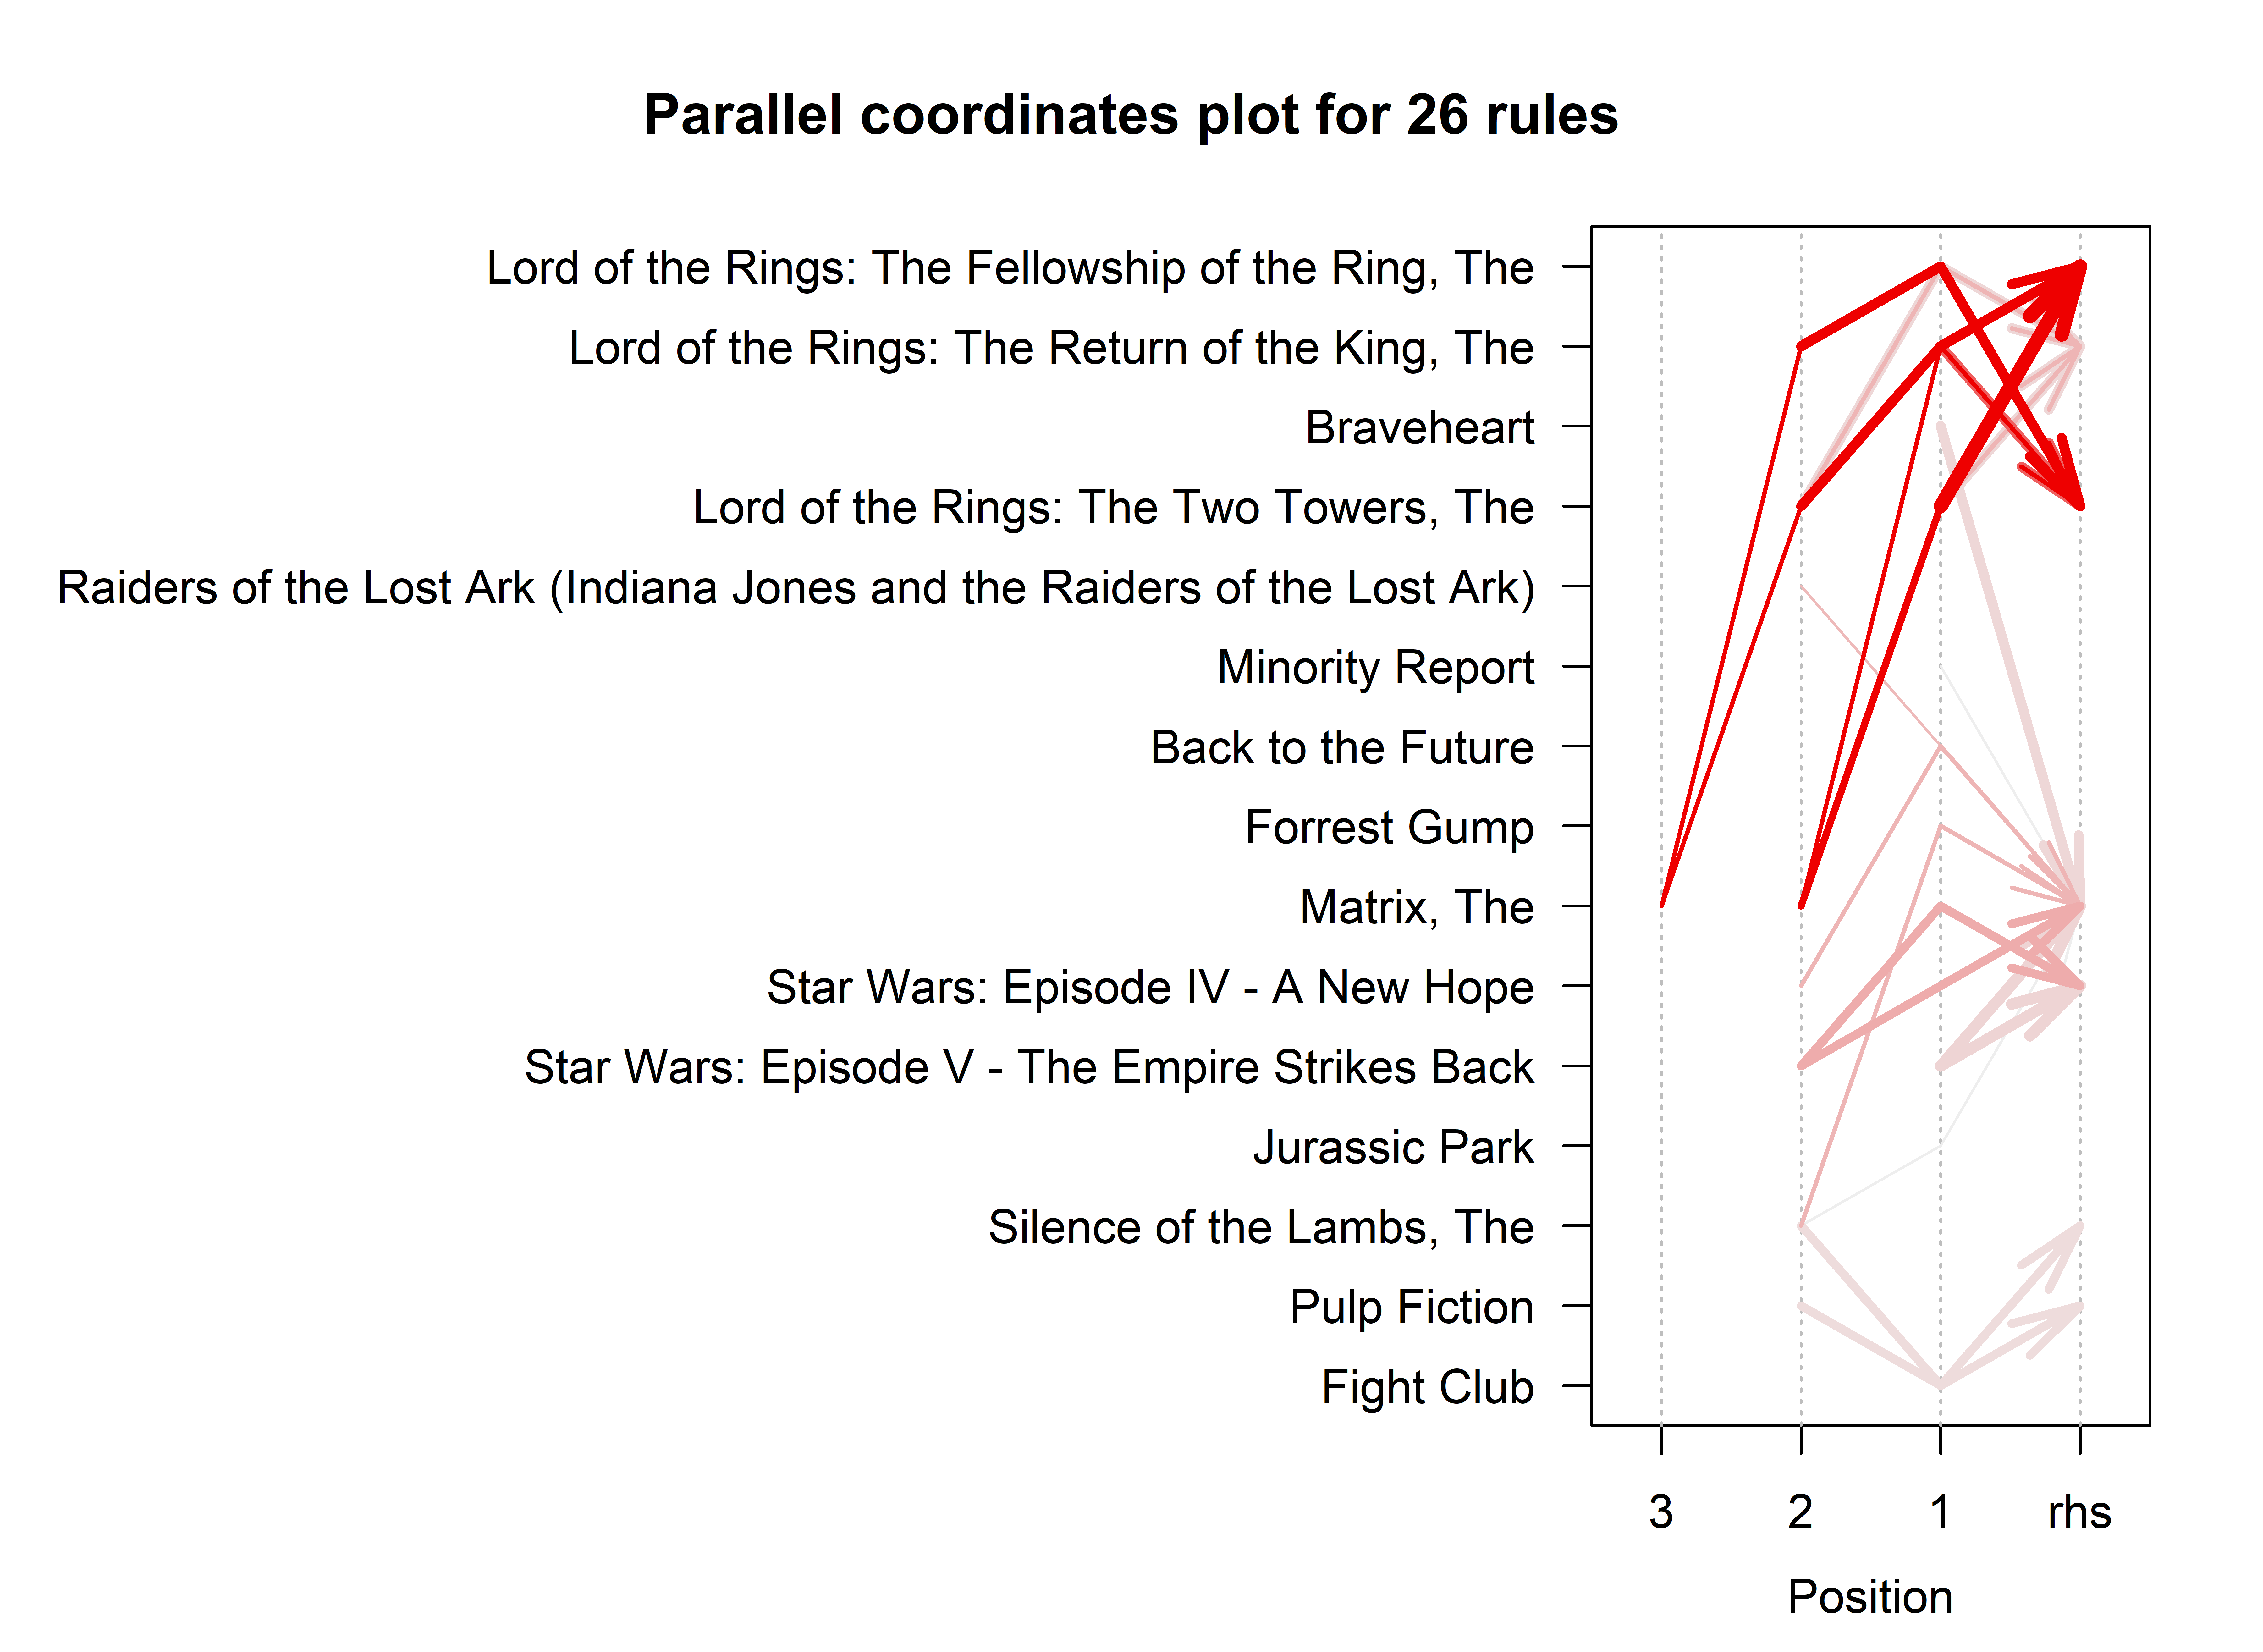 Parallel coordinates plot for 26 rules
Lord of the Rings: The Fellowship of the Ring, The
Lord of the Rings: The Return of the King, The
Braveheart
Lord of the Rings: The Two Towers, The
Raiders of the Lost Ark (Indiana Jones and the Raiders of the Lost Ark)
Minority Report
Back to the Future
Forrest Gump
Matrix, The
Star Wars: Episode IV - A New Hope
Star Wars: Episode V - The Empire Strikes Back
Jurassic Park
Silence of the Lambs, The
Pulp Fiction
Fight Club
3 2 1 rhs
Position